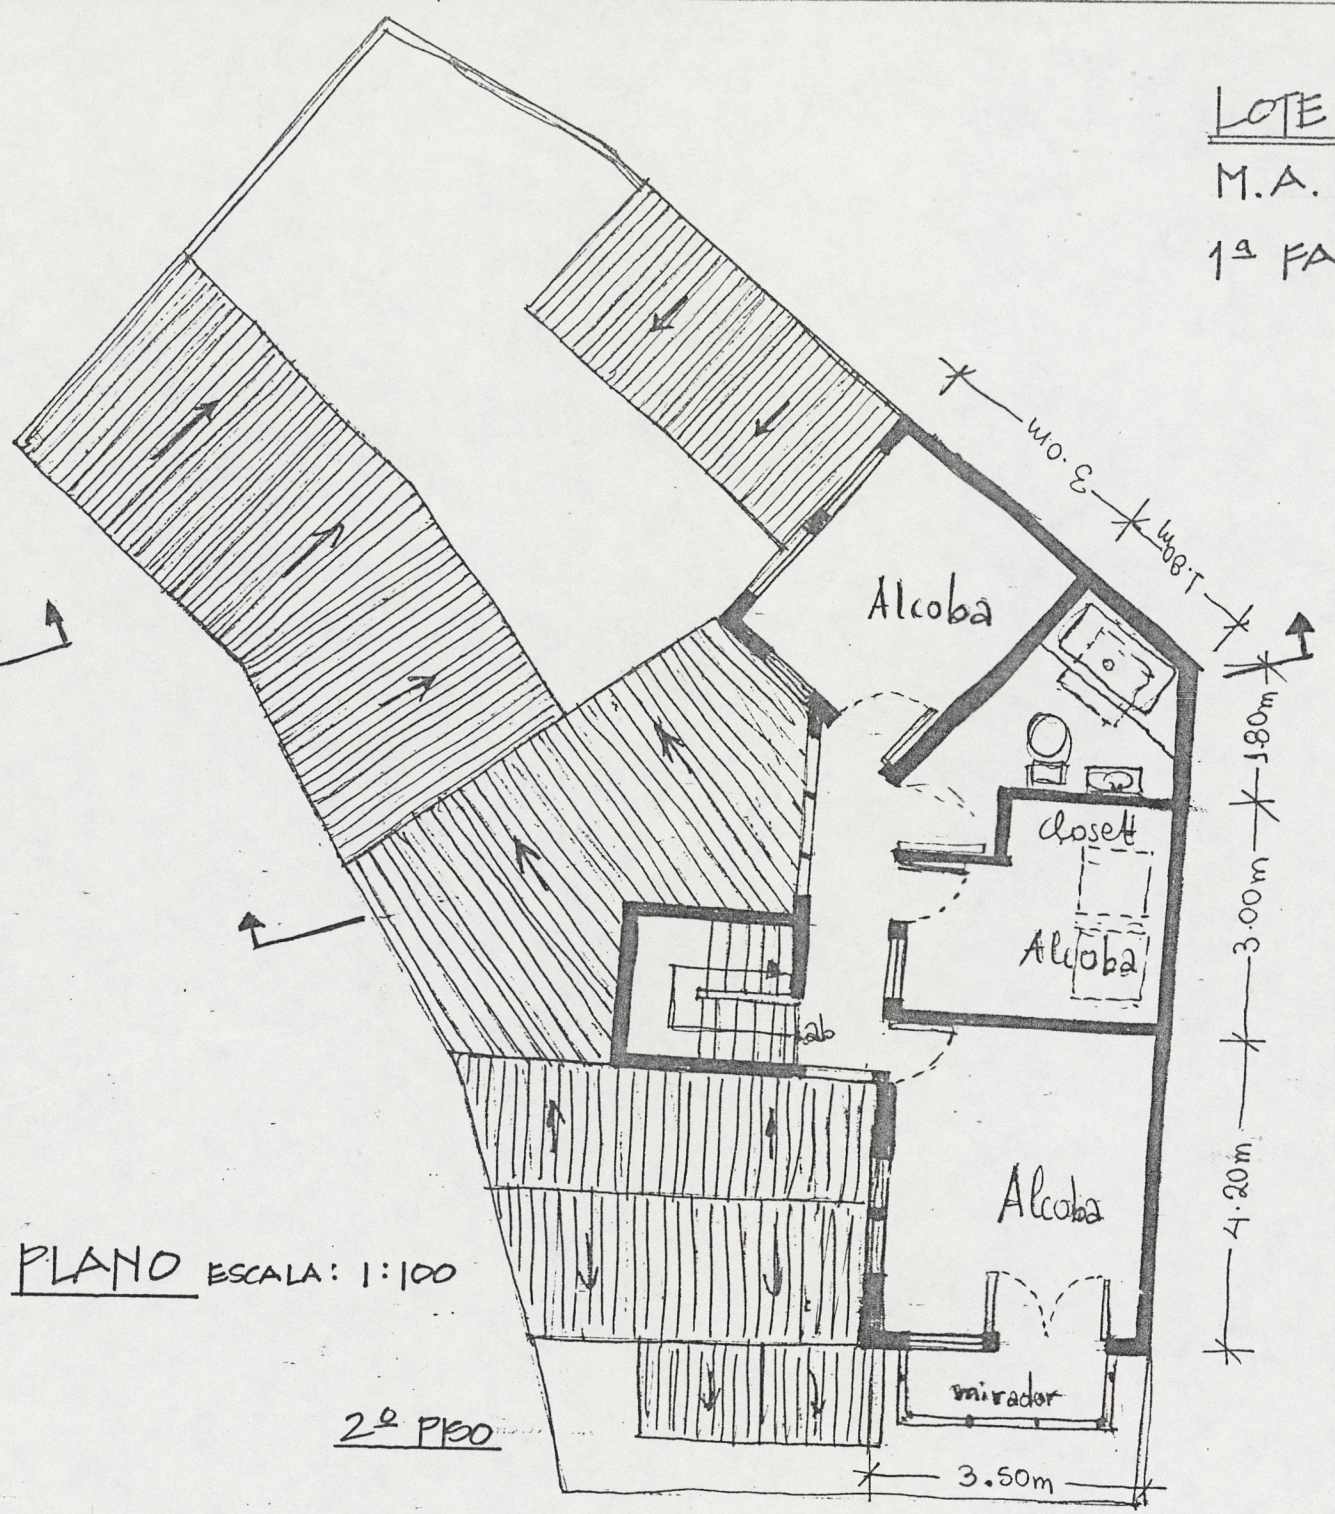 LOTE
M.A.
1ª FA
3.0m
1.80m
Alcoba
1.80m
closett
Alcoba
3.00m
Alcoba
4.20m
PLANO ESCALA: 1:100
mirador
2º PISO
3.50m